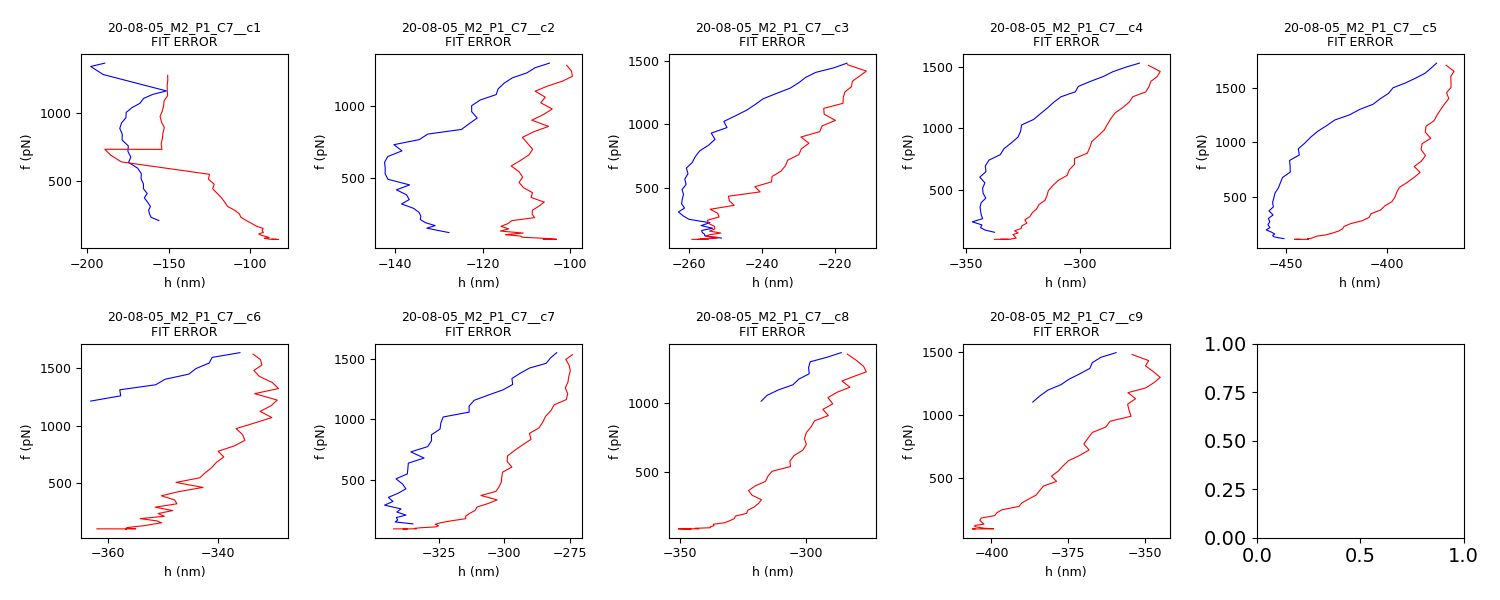 20-08-05_M2_P1_C7__c1
FIT ERROR
f (pN)
1000
500
−200
−150
−100
h (nm)
20-08-05_M2_P1_C7__c2
FIT ERROR
f (pN)
1000
500
−140
−120
−100
h (nm)
20-08-05_M2_P1_C7__c3
FIT ERROR
f (pN)
1500
1000
500
−260
−240
−220
h (nm)
20-08-05_M2_P1_C7__c4
FIT ERROR
f (pN)
1500
1000
500
−350
−300
h (nm)
20-08-05_M2_P1_C7__c5
FIT ERROR
f (pN)
1500
1000
500
−450
−400
h (nm)
20-08-05_M2_P1_C7__c6
FIT ERROR
f (pN)
1500
1000
500
−360
−340
h (nm)
20-08-05_M2_P1_C7__c7
FIT ERROR
f (pN)
1500
1000
500
−325
−300
−275
h (nm)
20-08-05_M2_P1_C7__c8
FIT ERROR
f (pN)
1000
500
−350
−300
h (nm)
20-08-05_M2_P1_C7__c9
FIT ERROR
f (pN)
1500
1000
500
−400
−375
−350
h (nm)
1.00
0.75
0.50
0.25
0.00
0.0
0.5
1.0